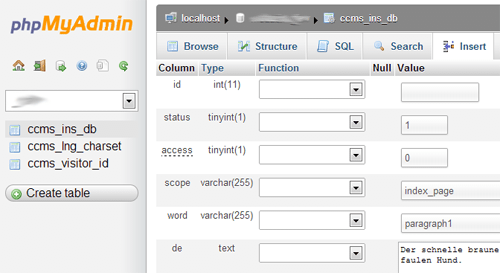 phpMyAdmin
localhost
ccms_ins_db
Browse
Structure
SQL
Search
Insert
Column Type Function Null Value
id int(11)
status tinyint(1) 1
access tinyint(1) 0
scope varchar(255) index_page
word varchar(255) paragraph1
de text Der schnelle braune
faulen Hund.
ccms_ins_db
ccms_lng_charset
ccms_visitor_id
Create table